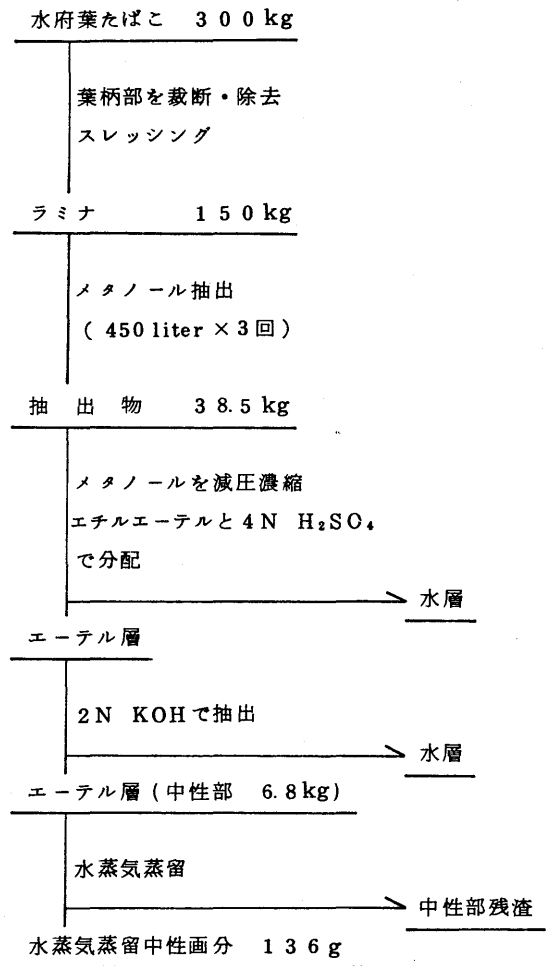 水府葉たばこ 300kg
葉柄部を裁断・除去
スレッシング
ラミナ 150kg
メタノール抽出
( 450 liter ×3回)
抽出物 38.5kg
メタノールを減圧濃縮
エチルエーテルと4N H₂SO₄
で分配
水層
エーテル層
2N KOHで抽出
水層
エーテル層(中性部 6.8kg)
水蒸気蒸留
中性部残渣
水蒸気蒸留中性画分 136g